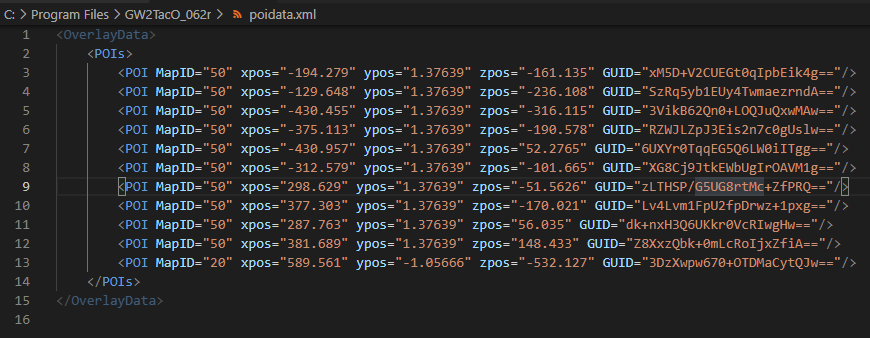 C: > Program Files > GW2TacO_062r > poidata.xml
1 <OverlayData>
2 <POIs>
3 <POI MapID="50" xpos="-194.279" ypos="1.37639" zpos="-161.135" GUID="xM5D+V2CUEGt0qIpbEik4g=="/>
4 <POI MapID="50" xpos="-129.648" ypos="1.37639" zpos="-236.108" GUID="SzRq5yb1EUy4TwmaezrndA=="/>
5 <POI MapID="50" xpos="-430.455" ypos="1.37639" zpos="-316.115" GUID="3VikB62Qn0+LOQJuQxwMAw=="/>
6 <POI MapID="50" xpos="-375.113" ypos="1.37639" zpos="-190.578" GUID="RZWJLZpJ3Eis2n7c0gUslw=="/>
7 <POI MapID="50" xpos="-430.957" ypos="1.37639" zpos="52.2765" GUID="6UXYr0TqqEG5Q6LW0iITgg=="/>
8 <POI MapID="50" xpos="-312.579" ypos="1.37639" zpos="-101.665" GUID="XG8Cj9JtkEWbUgIrOAVM1g=="/>
9 <POI MapID="50" xpos="298.629" ypos="1.37639" zpos="-51.5626" GUID="zLTHSP/G5UG8rtMc+ZfPRQ=="/>
10 <POI MapID="50" xpos="377.303" ypos="1.37639" zpos="-170.021" GUID="Lv4Lvm1FpU2fpDrwz+1pxg=="/>
11 <POI MapID="50" xpos="287.763" ypos="1.37639" zpos="56.035" GUID="dk+nxH3Q6UKkr0VcRIwgHw=="/>
12 <POI MapID="50" xpos="381.689" ypos="1.37639" zpos="148.433" GUID="Z8XxzQbk+0mLcRoIjxZfiA=="/>
13 <POI MapID="20" xpos="589.561" ypos="-1.05666" zpos="-532.127" GUID="3DzXwpw670+OTDMaCytQJw=="/>
14 </POIs>
15 </OverlayData>
16